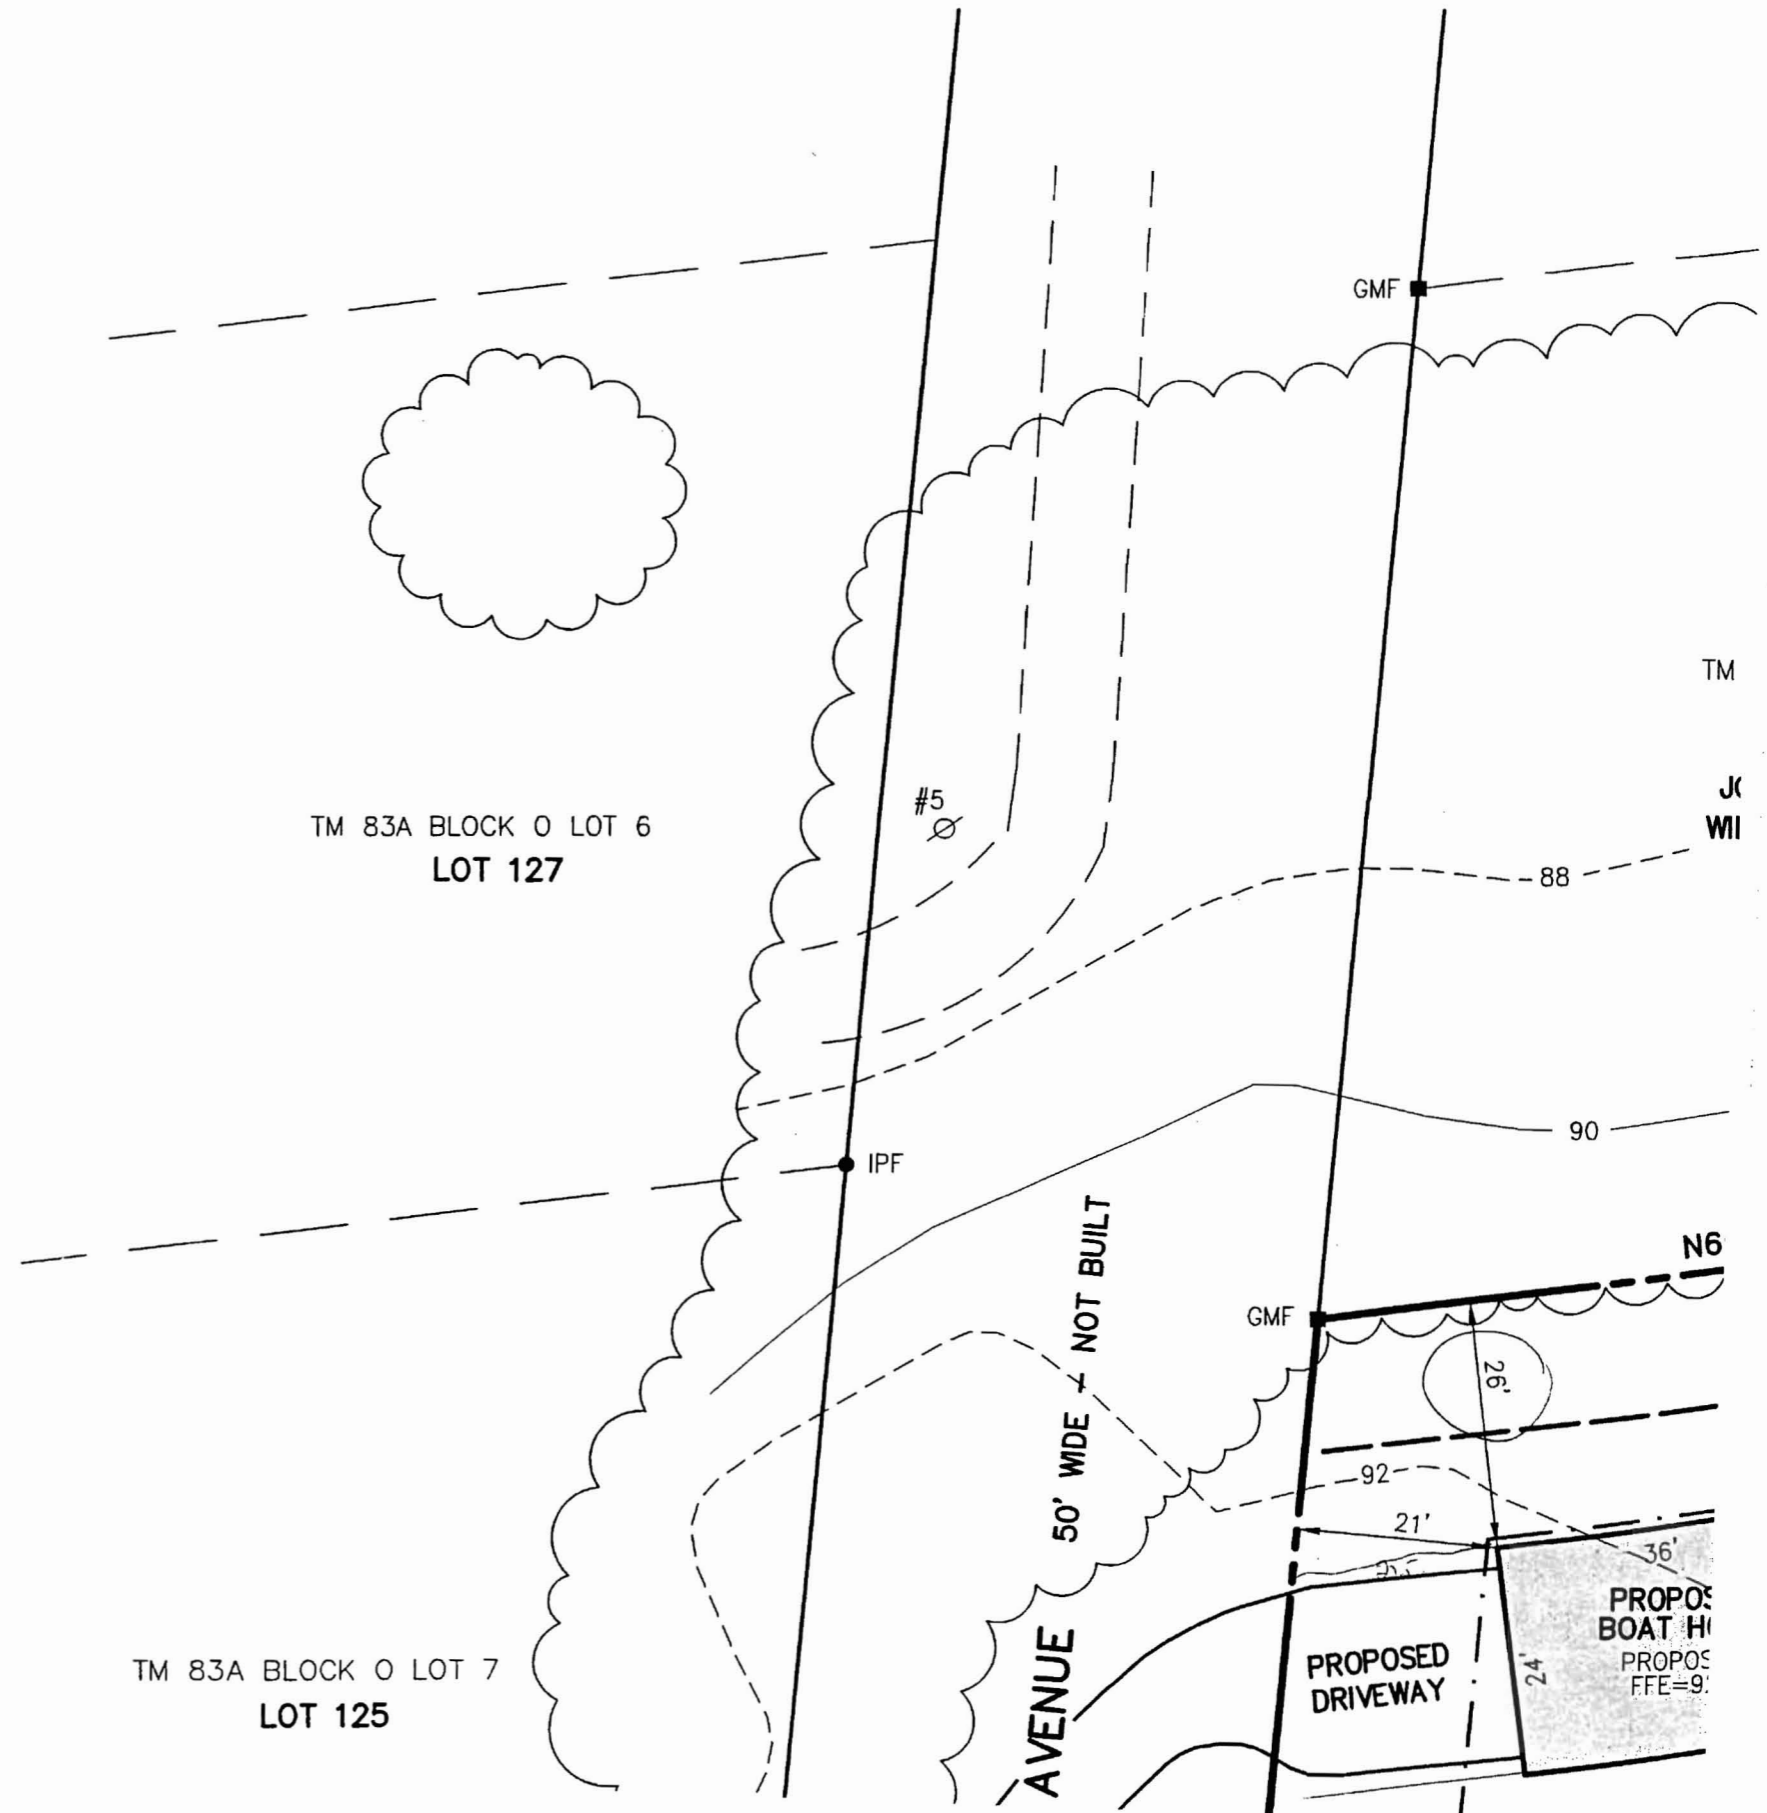 GMF
TM
#5
TM 83A BLOCK O LOT 6
LOT 127
88
90
IPF
50' WIDE - NOT BUILT
AVENUE
N6
GMF
26'
92
21'
36'
24'
PROPOSED
DRIVEWAY
TM 83A BLOCK O LOT 7
LOT 125